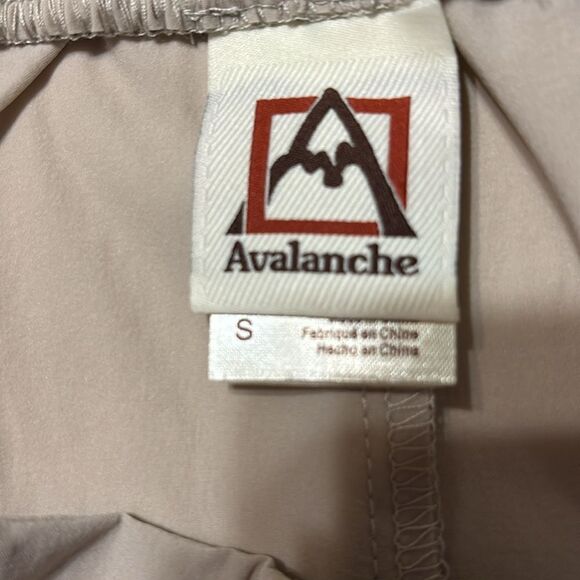 Avalanche
S
Fabriqué en Chine
Hecho en China